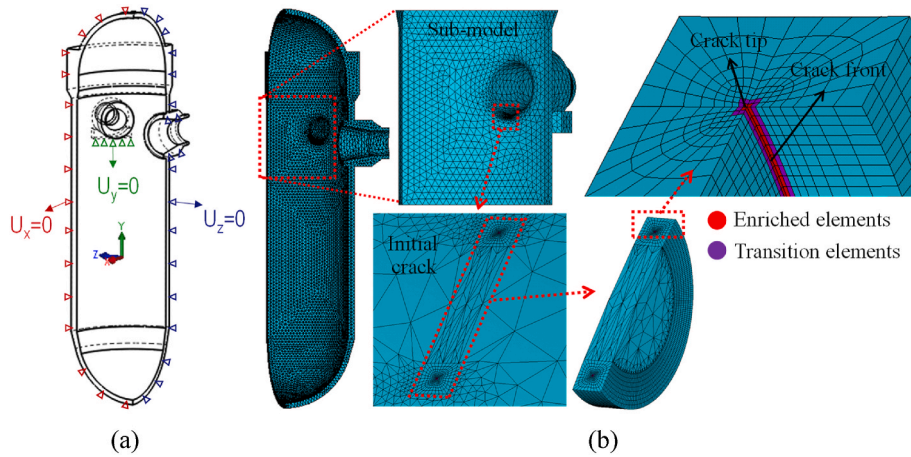 Uy=0
Ux=0
Uz=0
Y
Z
X
(a)
Sub-model
Initial
crack
Crack tip
Crack front
Enriched elements
Transition elements
(b)